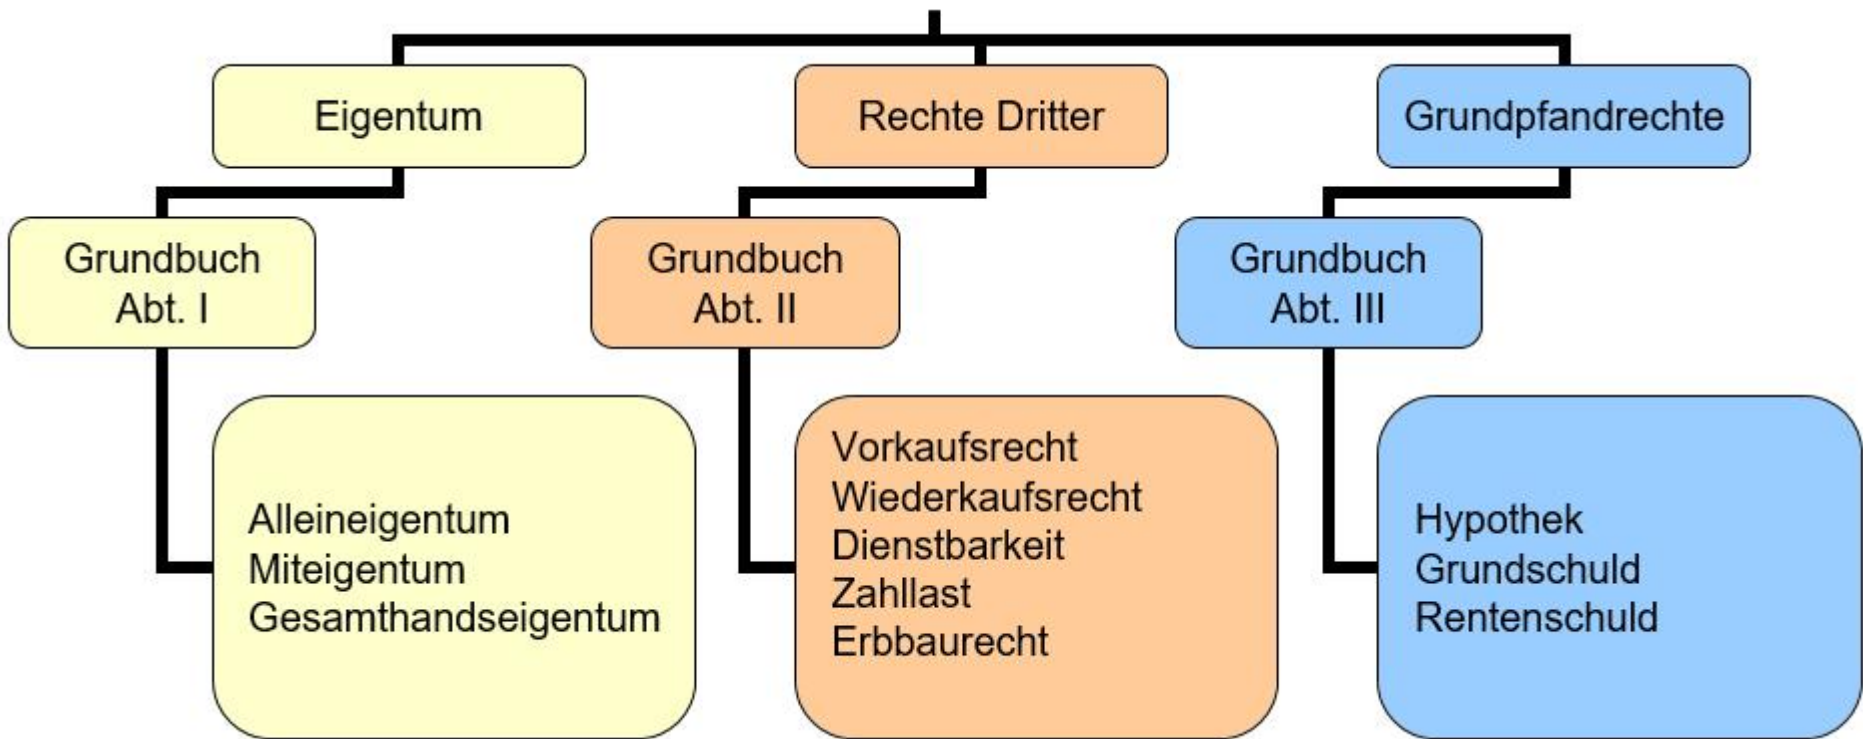 Eigentum
Rechte Dritter
Grundpfandrechte
Grundbuch
Abt. I
Grundbuch
Abt. II
Grundbuch
Abt. III
Alleineigentum
Miteigentum
Gesamthandseigentum
Vorkaufsrecht
Wiederkaufsrecht
Dienstbarkeit
Zahllast
Erbbaurecht
Hypothek
Grundschuld
Rentenschuld